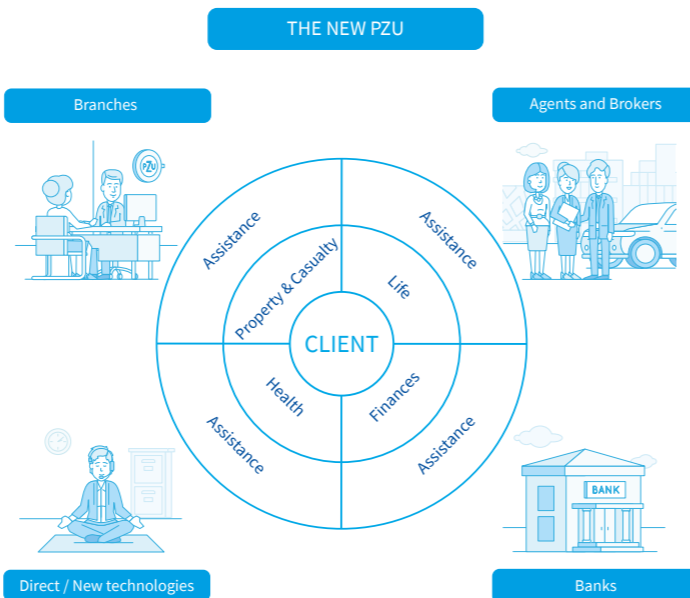 THE NEW PZU
Branches
Agents and Brokers
PZU
Assistance
Assistance
Property & Casualty
Life
CLIENT
Health
Finances
Assistance
Assistance
BANK
Direct / New technologies
Banks